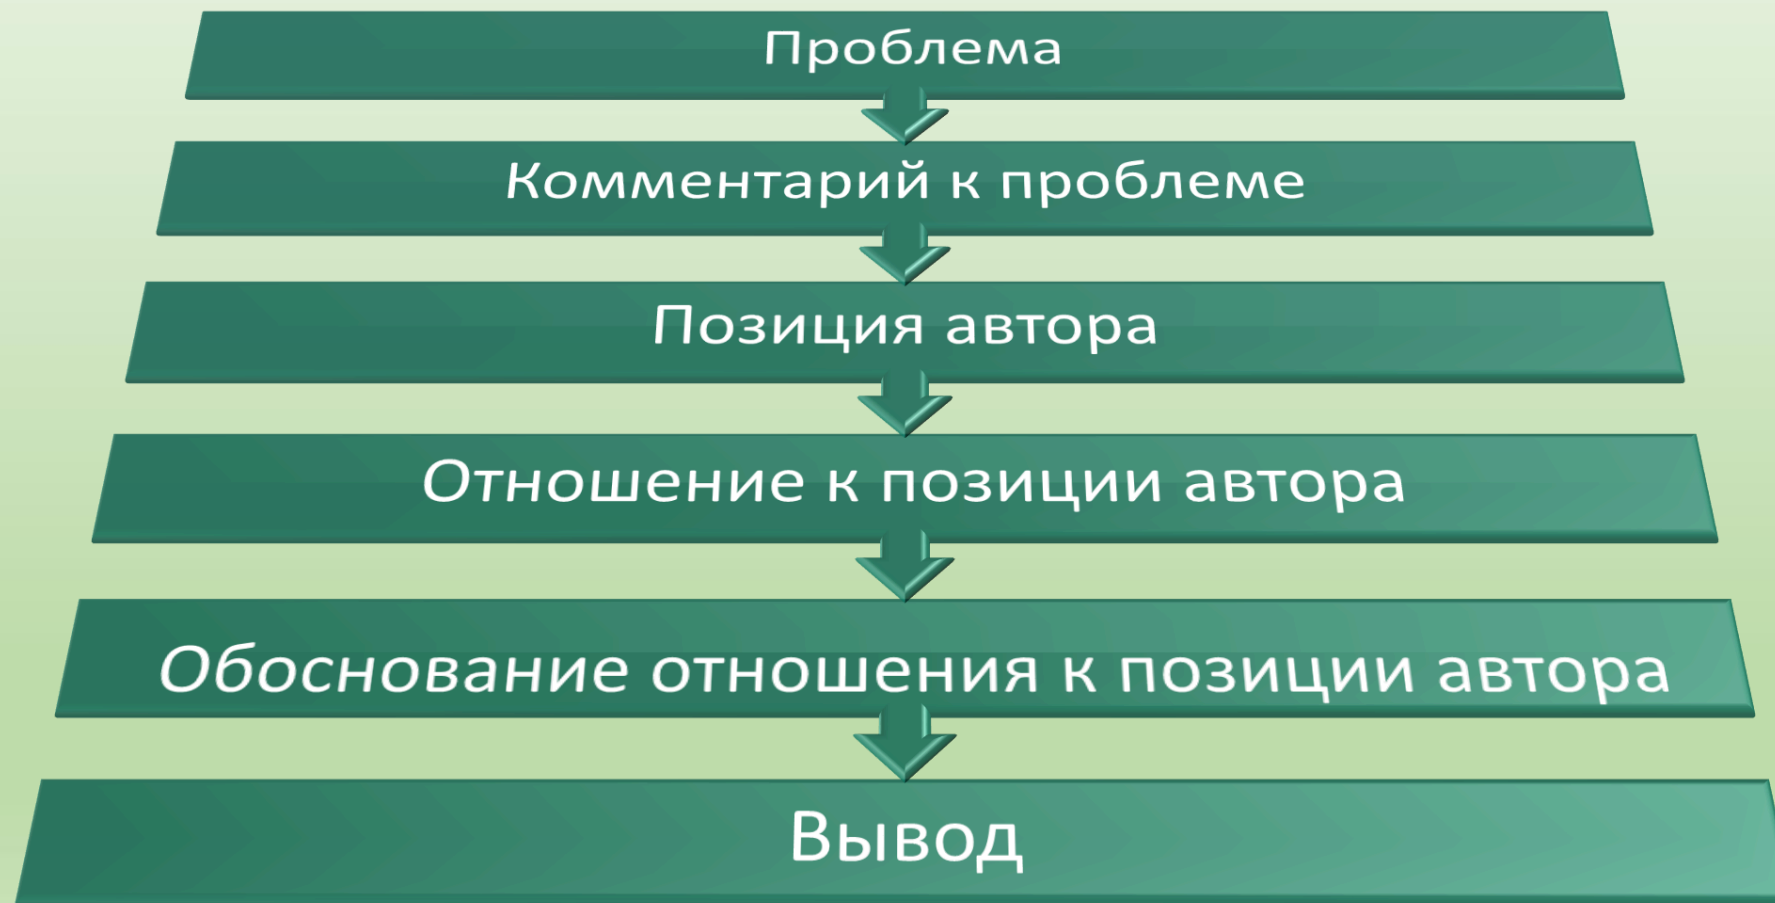 Проблема
Комментарий к проблеме
Позиция автора
Отношение к позиции автора
Обоснование отношения к позиции автора
Вывод